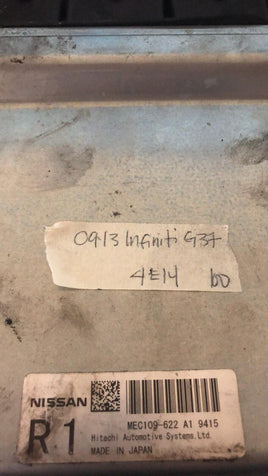 0913 Infiniti G37
4E14 60
NISSAN MEC109-622 A1 9415
R1 Hitachi Automotive Systems.Ltd.
MADE IN JAPAN